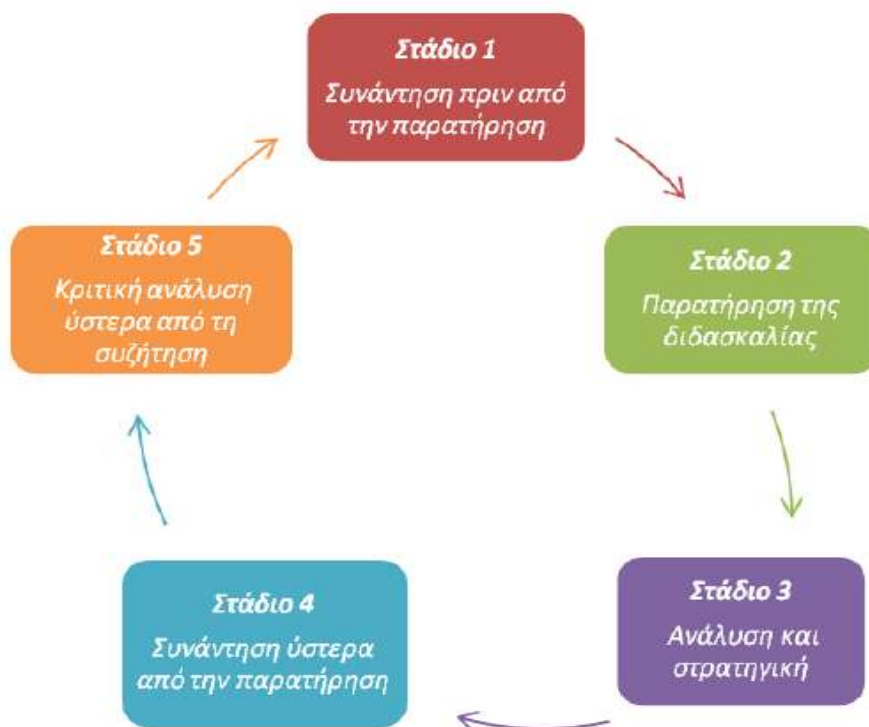 Στάδιο 1
Συνάντηση πριν από
την παρατήρηση
Στάδιο 2
Παρατήρηση της
διδασκαλίας
Στάδιο 3
Ανάλυση και
στρατηγική
Στάδιο 4
Συνάντηση ύστερα
από την παρατήρηση
Στάδιο 5
Κριτική ανάλυση
ύστερα από τη
συζήτηση